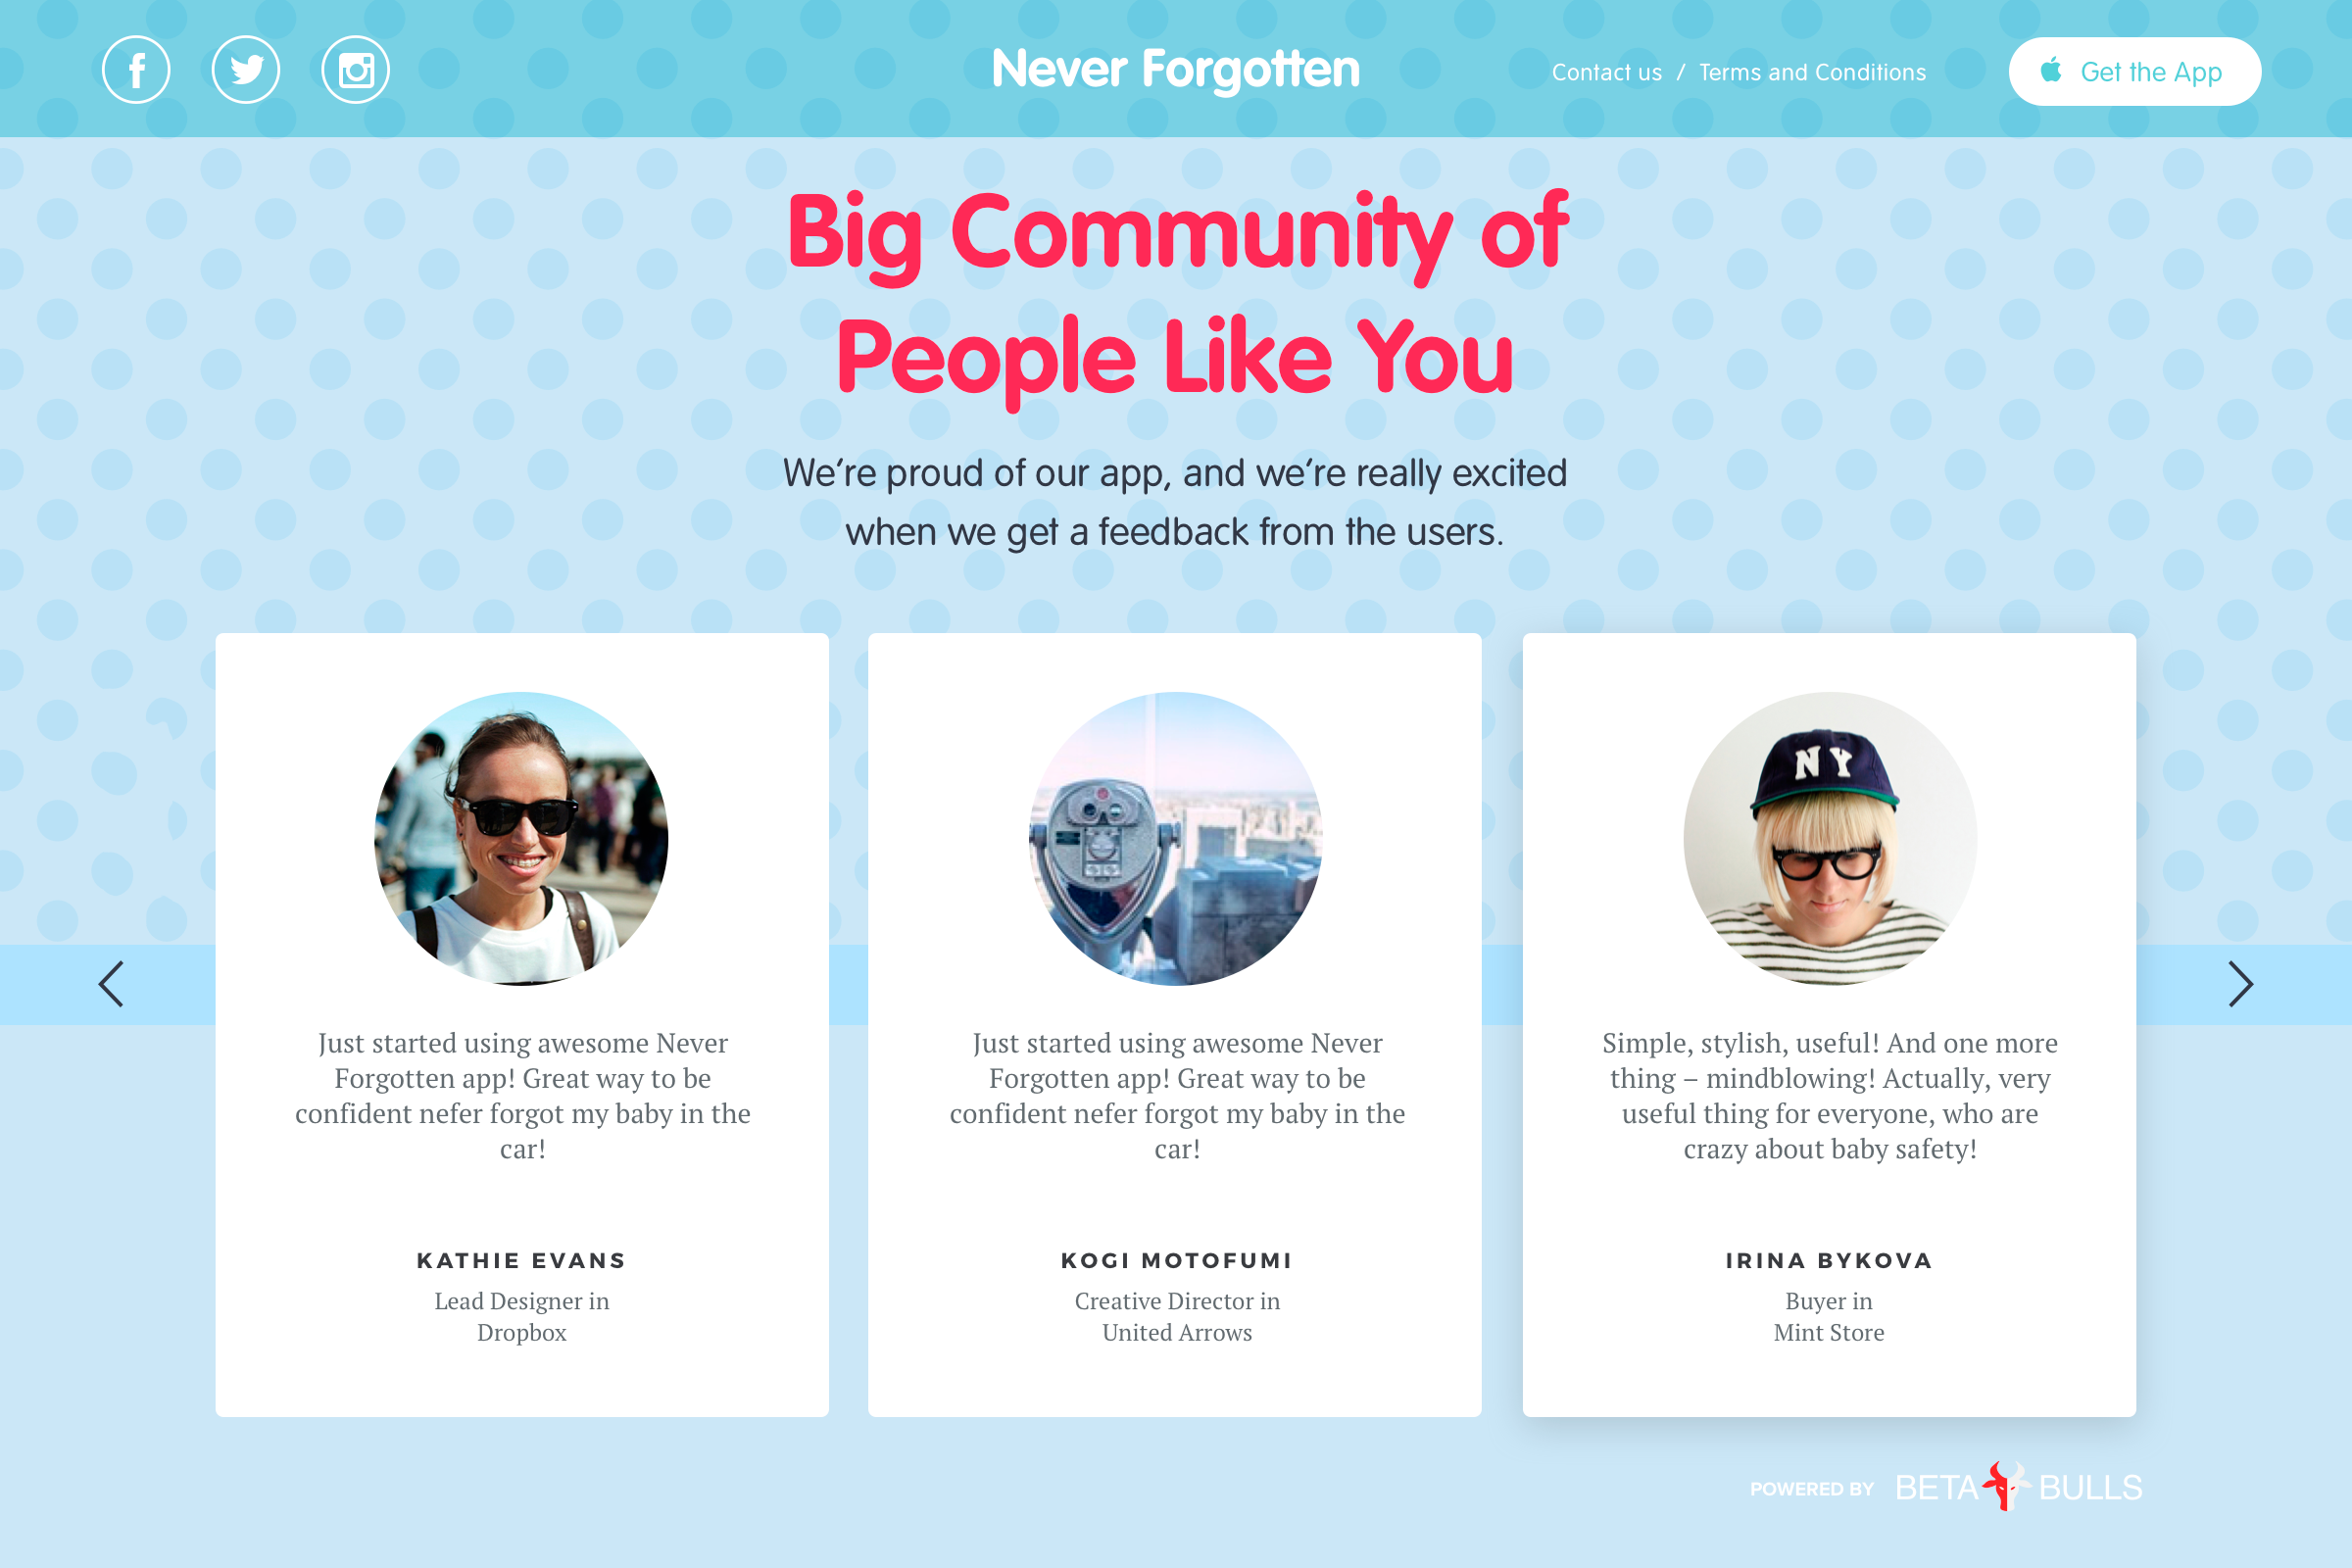 Never Forgotten
Contact us / Terms and Conditions
Get the App
Big Community of
People Like You
We’re proud of our app, and we’re really excited
when we get a feedback from the users.
NY
Just started using awesome Never
Forgotten app! Great way to be
confident nefer forgot my baby in the
car!
KATHIE EVANS
Lead Designer in
Dropbox
Just started using awesome Never
Forgotten app! Great way to be
confident nefer forgot my baby in the
car!
KOGI MOTOFUMI
Creative Director in
United Arrows
Simple, stylish, useful! And one more
thing – mindblowing! Actually, very
useful thing for everyone, who are
crazy about baby safety!
IRINA BYKOVA
Buyer in
Mint Store
POWERED BY BETA BULLS